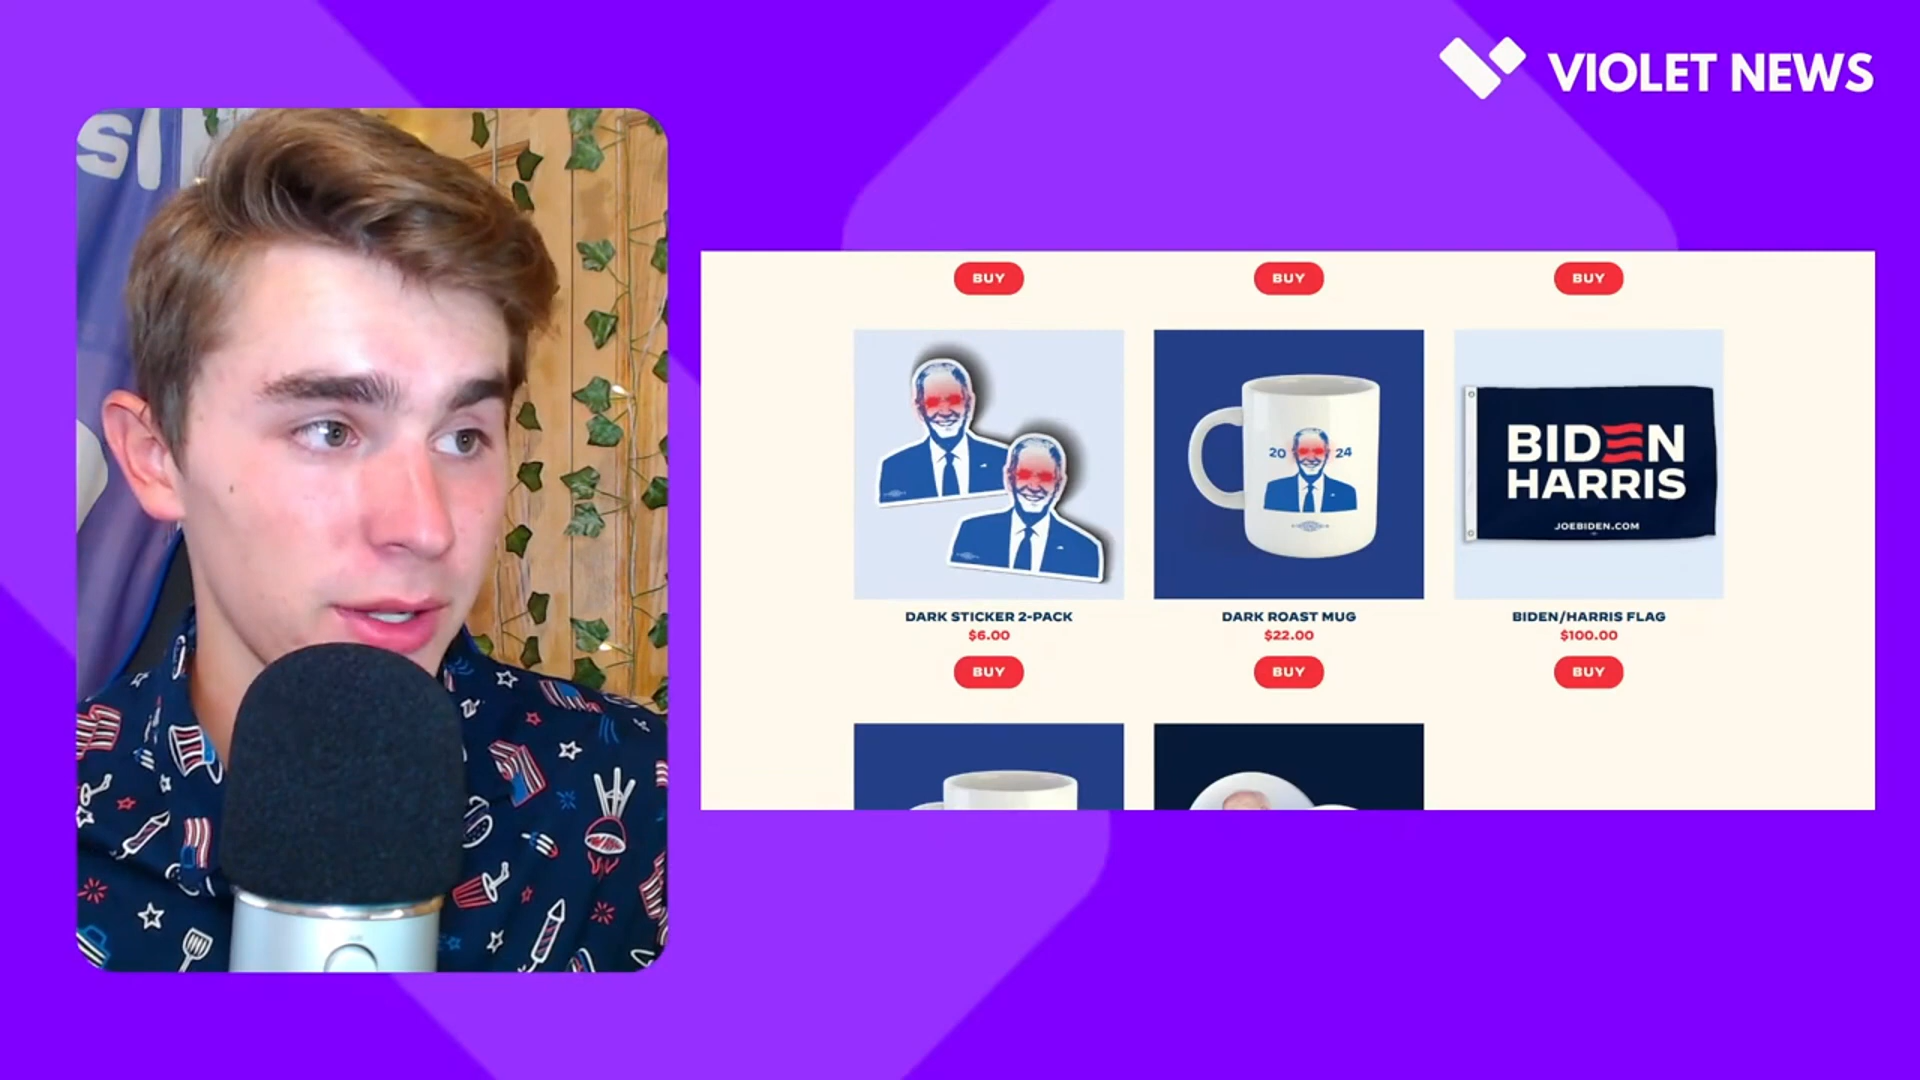 VIOLET NEWS
BUY
BUY
BUY
20 24
BIDEN
HARRIS
JOEBIDEN.COM
DARK STICKER 2-PACK
$6.00
BUY
DARK ROAST MUG
$22.00
BUY
BIDEN/HARRIS FLAG
$100.00
BUY